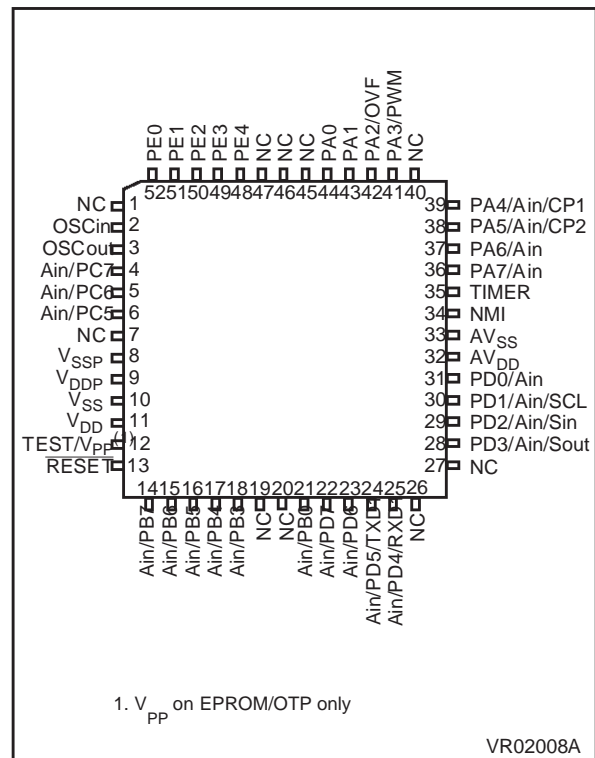 PE0
PE1
PE2
PE3
PE4
NC
NC
NC
PA0
PA1
PA2/OVF
PA3/PWM
NC
52 51 50 49 48 47 46 45 44 43 42 41 40
NC 1
OSCin 2
OSCout 3
Ain/PC7 4
Ain/PC6 5
Ain/PC5 6
NC 7
VSSP 8
VDDP 9
VSS 10
VDD 11
TEST/VPP(1) 12
RESET 13
39 PA4/Ain/CP1
38 PA5/Ain/CP2
37 PA6/Ain
36 PA7/Ain
35 TIMER
34 NMI
33 AVSS
32 AVDD
31 PD0/Ain
30 PD1/Ain/SCL
29 PD2/Ain/Sin
28 PD3/Ain/Sout
27 NC
14 15 16 17 18 19 20 21 22 23 24 25 26
Ain/PB7
Ain/PB6
Ain/PB5
Ain/PB4
Ain/PB3
NC
NC
Ain/PB0
Ain/PD7
Ain/PD6
Ain/PD5/TXD1
Ain/PD4/RXD1
NC
1. VPP on EPROM/OTP only
VR02008A